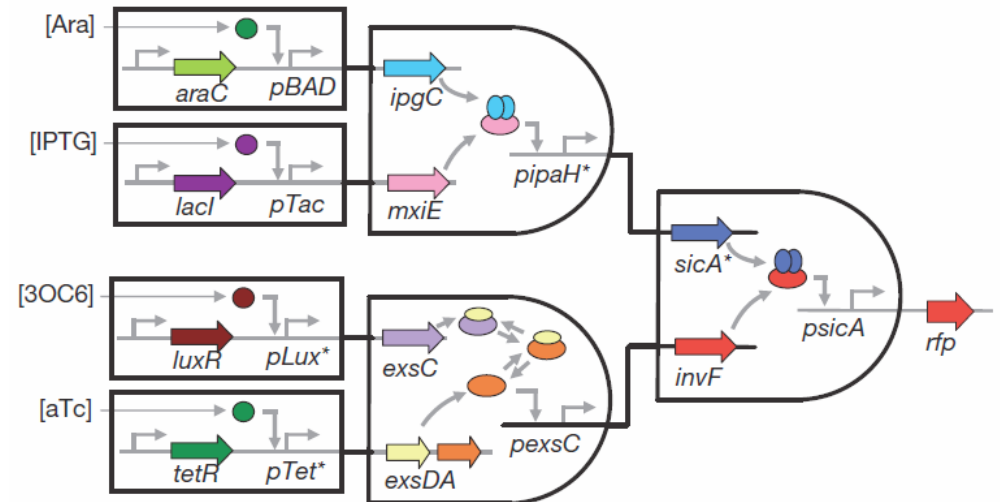 [Ara]
araC
pBAD
ipgC
[IPTG]
lacI
pTac
mxiE
pipaH*
sicA*
[3OC6]
luxR
pLux*
exsC
[aTc]
tetR
pTet*
exsDA
pexsC
invF
psicA
rfp